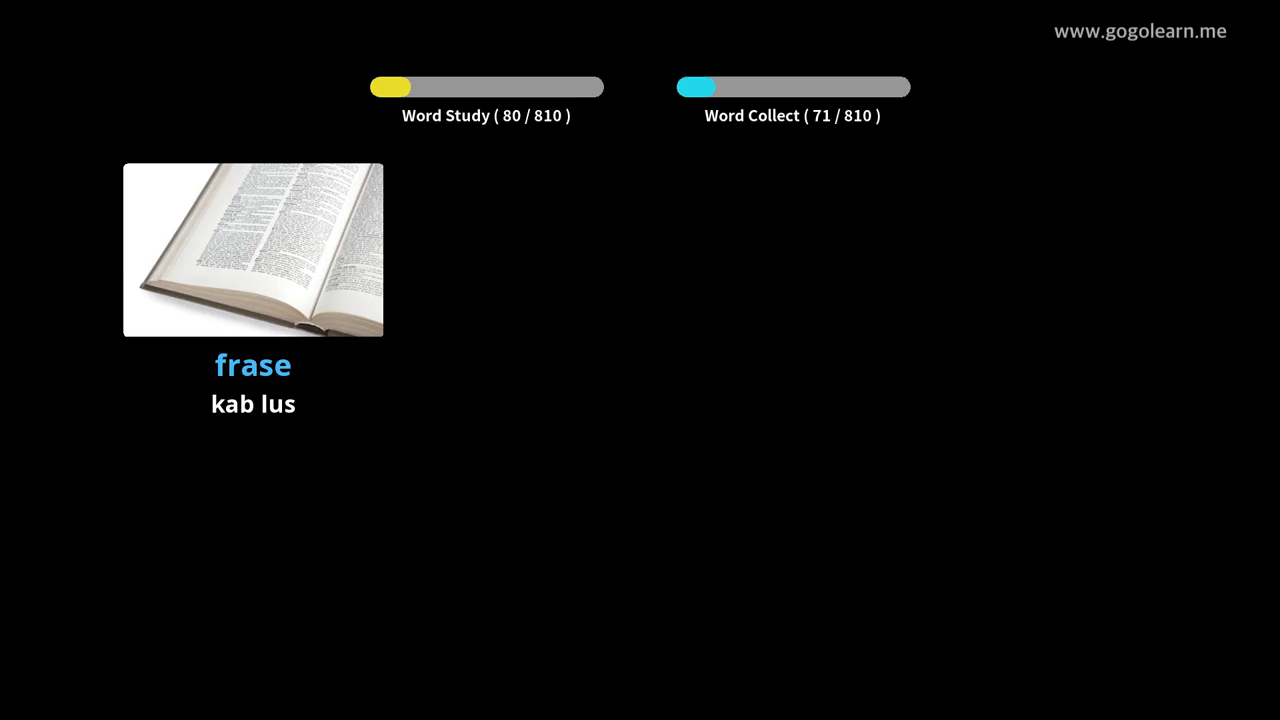 www.gogolearn.me
Word Study ( 80 / 810 )
Word Collect ( 71 / 810 )
frase
kab lus